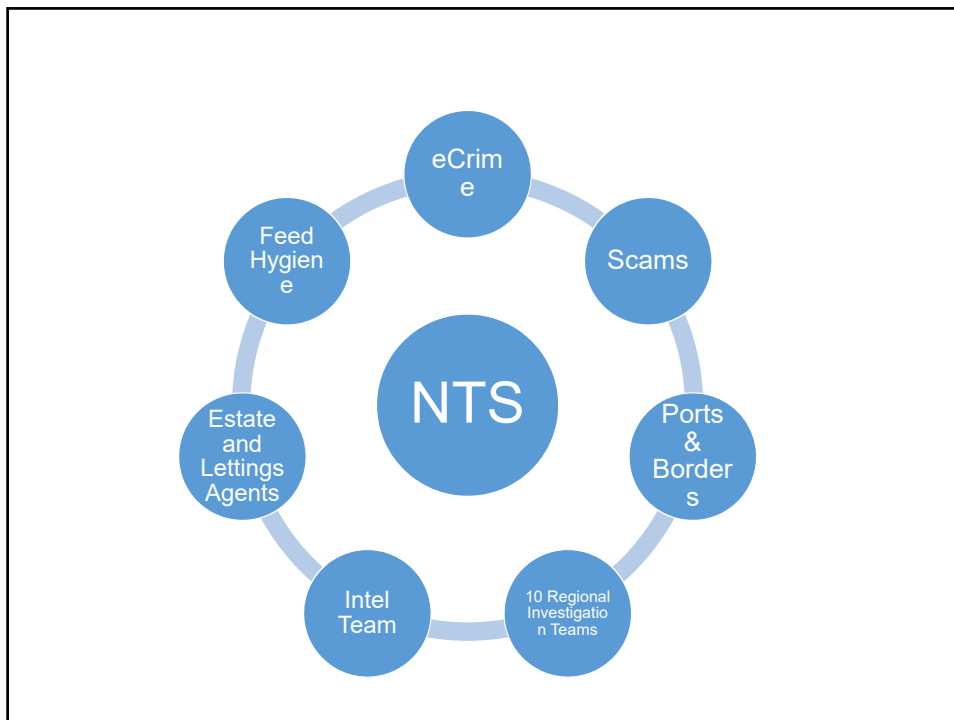 eCrim
e
Scams
Ports
&
Border
s
10 Regional
Investigatio
n Teams
Intel
Team
Estate
and
Lettings
Agents
Feed
Hygien
e
NTS